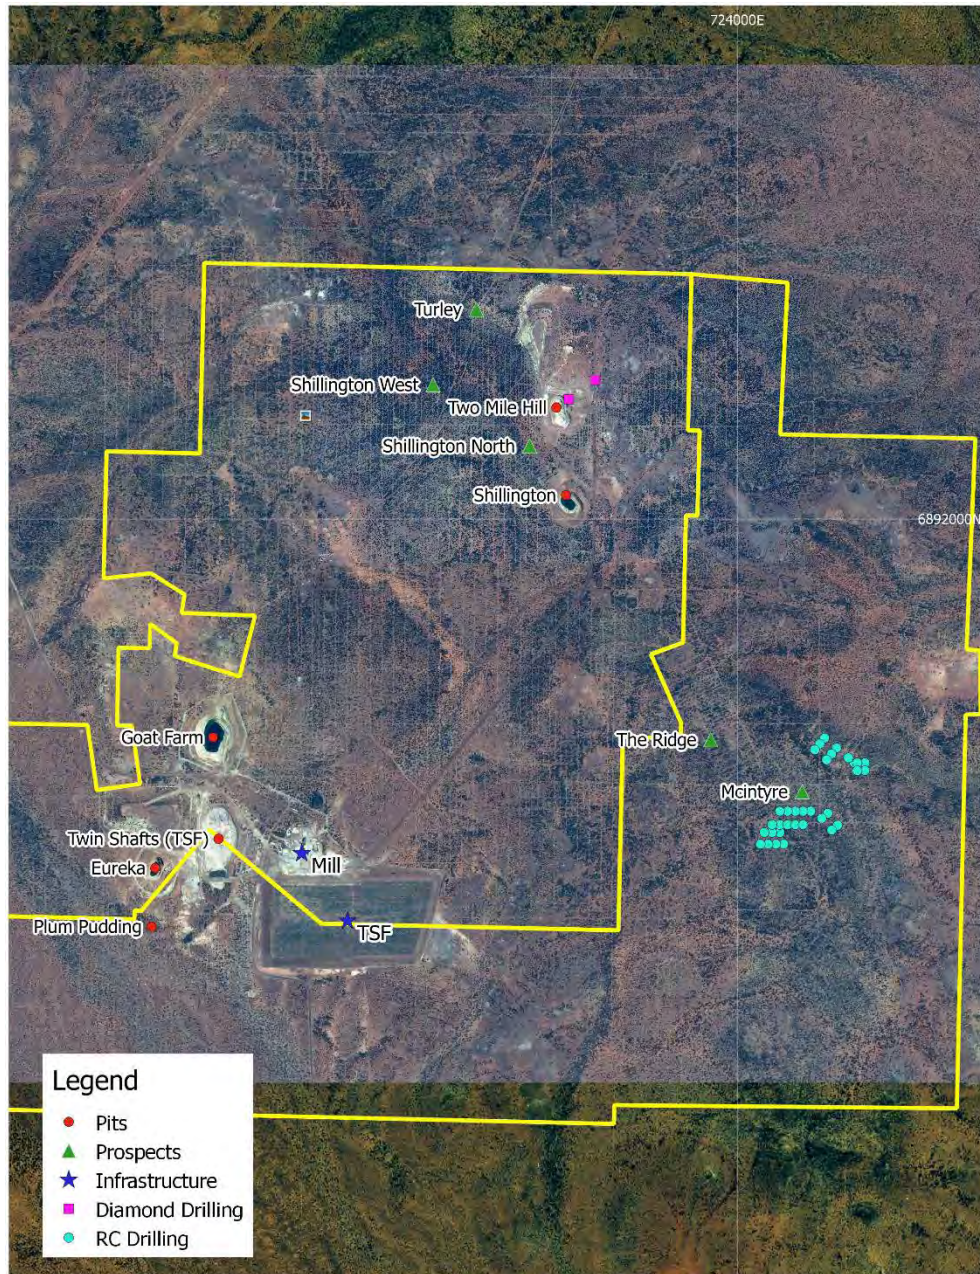 724000E
Turley
Shillington West
Two Mile Hill
Shillington North
Shillington
6892000N
Goat Farm
The Ridge
Mcintyre
Twin Shafts (TSF)
Mill
Eureka
Plum Pudding
TSF
Legend
Pits
Prospects
Infrastructure
Diamond Drilling
RC Drilling